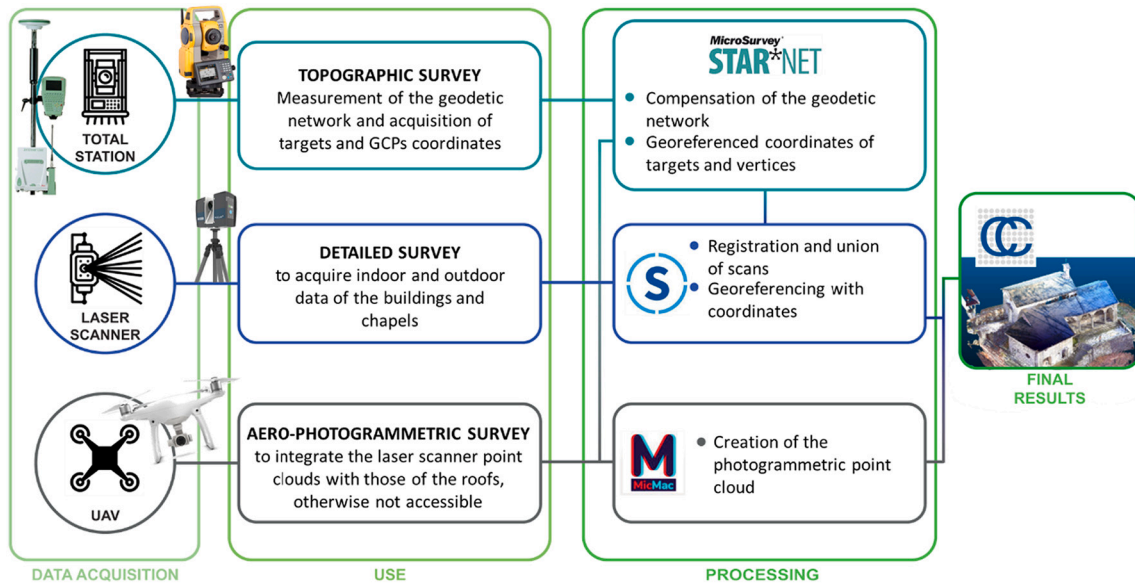 TOTAL
STATION
TOPOGRAPHIC SURVEY
Measurement of the geodetic
network and acquisition of
targets and GCPs coordinates
MicroSurvey
STAR*NET
Compensation of the geodetic
network
Georeferenced coordinates of
targets and vertices
LASER
SCANNER
DETAILED SURVEY
to acquire indoor and outdoor
data of the buildings and
chapels
S
Registration and union
of scans
Georeferencing with
coordinates
CC
FINAL
RESULTS
UAV
AERO-PHOTOGRAMMETRIC SURVEY
to integrate the laser scanner point
clouds with those of the roofs,
otherwise not accessible
M
MicMac
Creation of the
photogrammetric point
cloud
DATA ACQUISITION
USE
PROCESSING